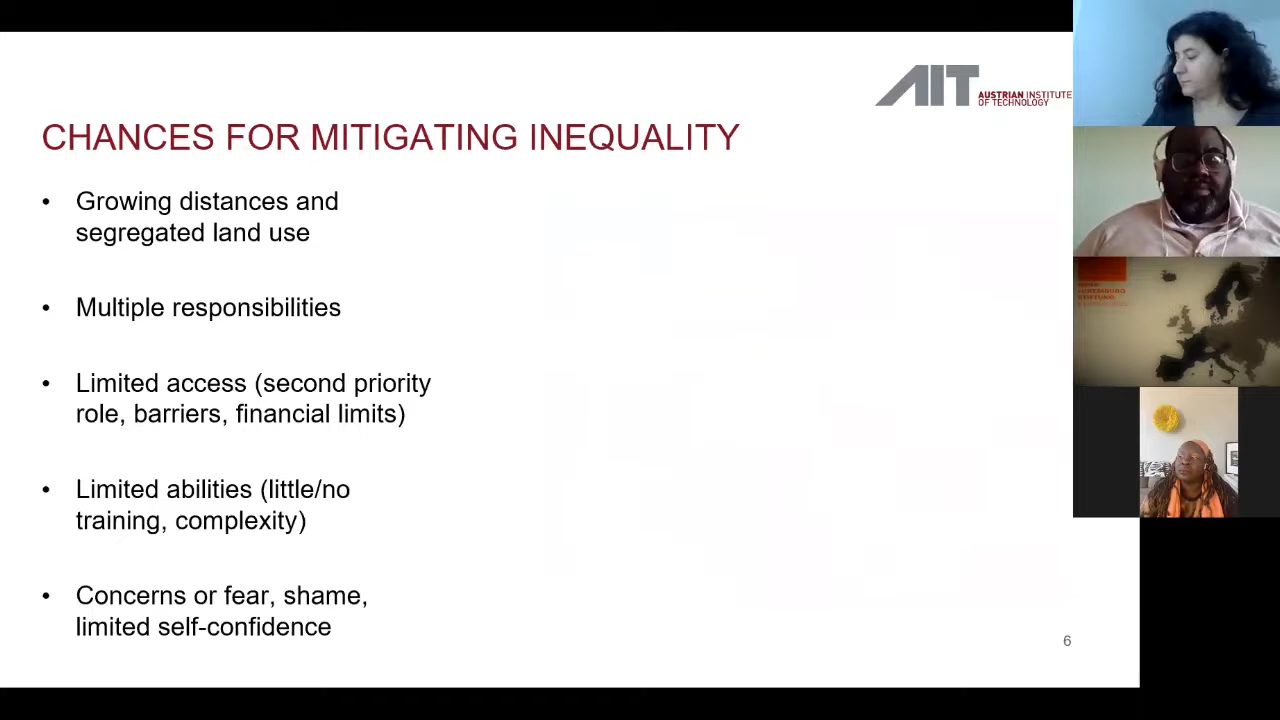 AIT
AUSTRIAN INSTITUTE
OF TECHNOLOGY
CHANCES FOR MITIGATING INEQUALITY
• Growing distances and
segregated land use
• Multiple responsibilities
• Limited access (second priority
role, barriers, financial limits)
• Limited abilities (little/no
training, complexity)
• Concerns or fear, shame,
limited self-confidence
6